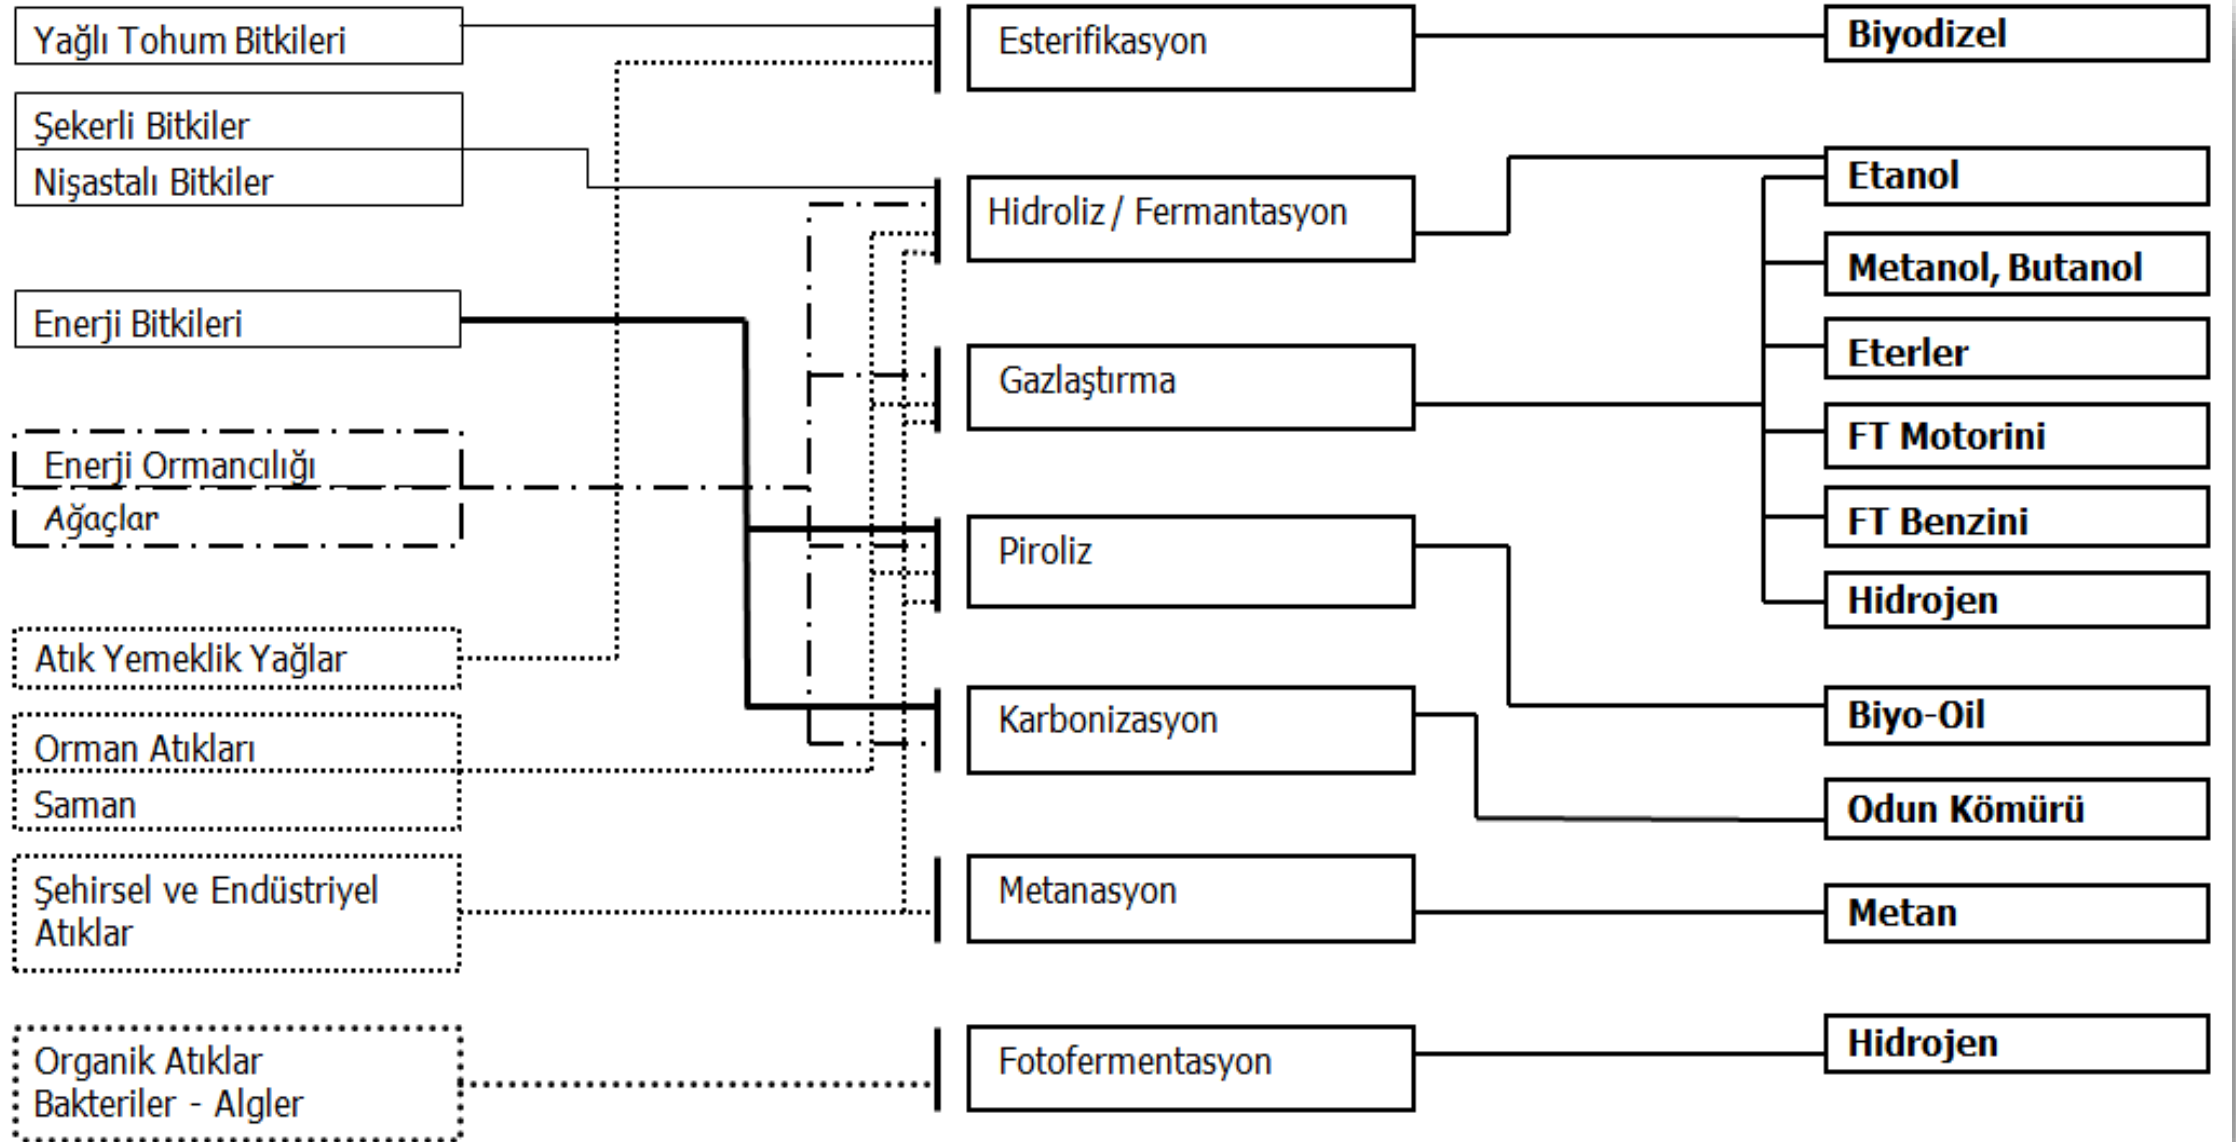 Yağlı Tohum Bitkileri
Şekerli Bitkiler
Nişastalı Bitkiler
Enerji Bitkileri
Enerji Ormancılığı
Ağaçlar
Atık Yemeklik Yağlar
Orman Atıkları
Saman
Şehirsel ve Endüstriyel
Atıklar
Organik Atıklar
Bakteriler - Algler
Esterifikasyon
Hidroliz / Fermantasyon
Gazlaştırma
Piroliz
Karbonizasyon
Metanasyon
Fotofermentasyon
Biyodizel
Etanol
Metanol, Butanol
Eterler
FT Motorini
FT Benzini
Hidrojen
Biyo-Oil
Odun Kömürü
Metan
Hidrojen